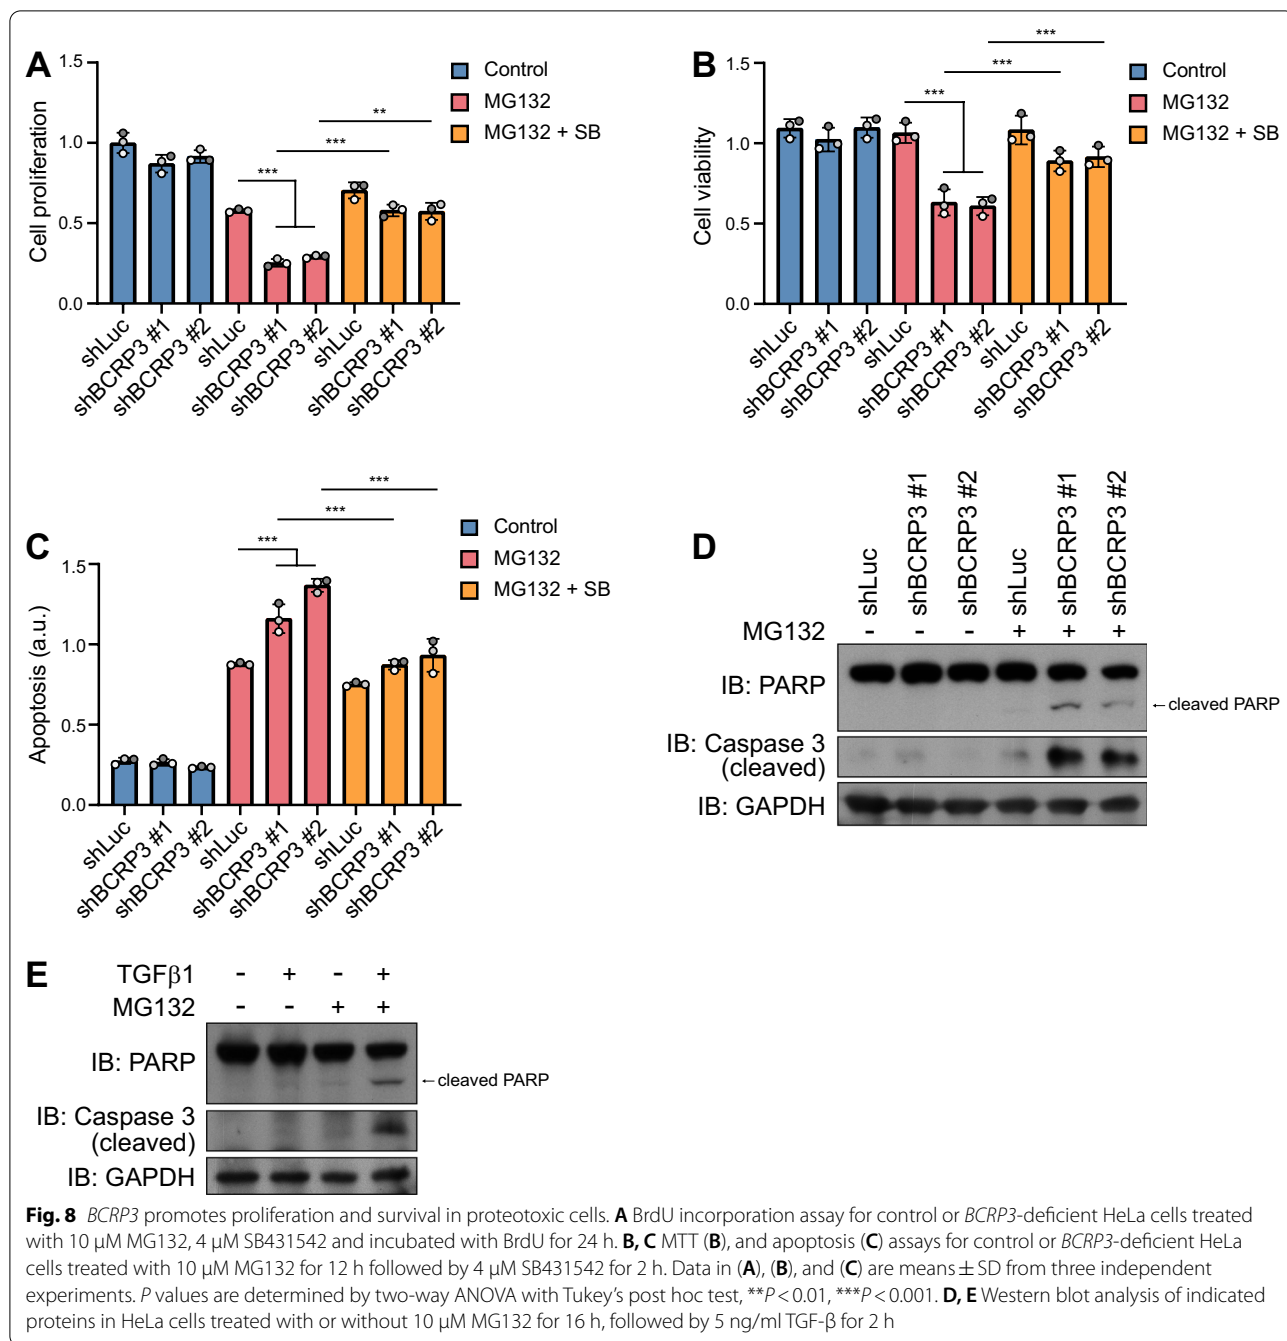 A
Cell proliferation
1.5
1.0
0.5
0.0
***
***
**
Control
MG132
MG132 + SB
shLuc
shBCRP3 #1
shBCRP3 #2
shLuc
shBCRP3 #1
shBCRP3 #2
shLuc
shBCRP3 #1
shBCRP3 #2
B
Cell viability
1.5
1.0
0.5
0.0
***
***
***
Control
MG132
MG132 + SB
shLuc
shBCRP3 #1
shBCRP3 #2
shLuc
shBCRP3 #1
shBCRP3 #2
shLuc
shBCRP3 #1
shBCRP3 #2
C
Apoptosis (a.u.)
1.5
1.0
0.5
0.0
***
***
***
Control
MG132
MG132 + SB
shLuc
shBCRP3 #1
shBCRP3 #2
shLuc
shBCRP3 #1
shBCRP3 #2
shLuc
shBCRP3 #1
shBCRP3 #2
D
shLuc
shBCRP3 #1
shBCRP3 #2
shLuc
shBCRP3 #1
shBCRP3 #2
MG132 - - - + + +
IB: PARP
←cleaved PARP
IB: Caspase 3
(cleaved)
IB: GAPDH
E
TGFβ1 - + - +
MG132 - - + +
IB: PARP
←cleaved PARP
IB: Caspase 3
(cleaved)
IB: GAPDH
Fig. 8 BCRP3 promotes proliferation and survival in proteotoxic cells. A BrdU incorporation assay for control or BCRP3-deficient HeLa cells treated
with 10 µM MG132, 4 µM SB431542 and incubated with BrdU for 24 h. B, C MTT (B), and apoptosis (C) assays for control or BCRP3-deficient HeLa
cells treated with 10 µM MG132 for 12 h followed by 4 µM SB431542 for 2 h. Data in (A), (B), and (C) are means ± SD from three independent
experiments. P values are determined by two-way ANOVA with Tukey's post hoc test, **P < 0.01, ***P < 0.001. D, E Western blot analysis of indicated
proteins in HeLa cells treated with or without 10 µM MG132 for 16 h, followed by 5 ng/ml TGF-β for 2 h